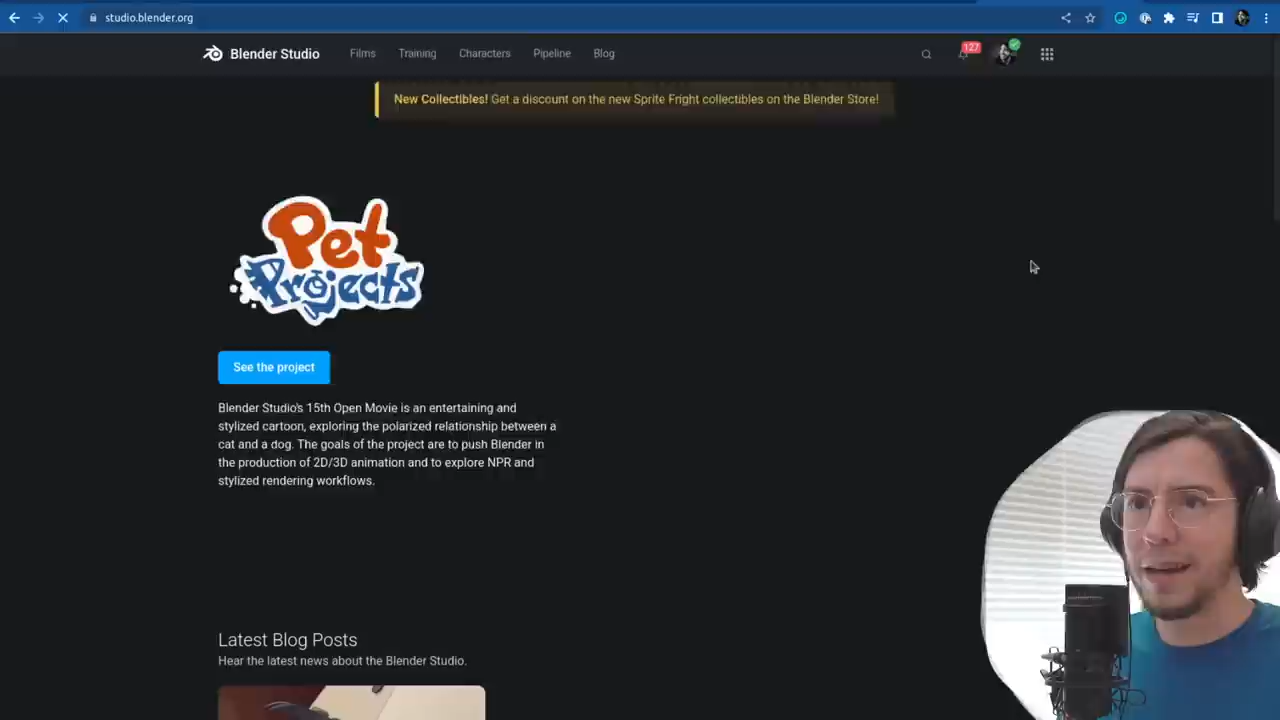 studio.blender.org
Blender Studio
Films
Training
Characters
Pipeline
Blog
127
New Collectibles! Get a discount on the new Sprite Fright collectibles on the Blender Store!
Pet
Projects
See the project
Blender Studio's 15th Open Movie is an entertaining and
stylized cartoon, exploring the polarized relationship between a
cat and a dog. The goals of the project are to push Blender in
the production of 2D/3D animation and to explore NPR and
stylized rendering workflows.
Latest Blog Posts
Hear the latest news about the Blender Studio.